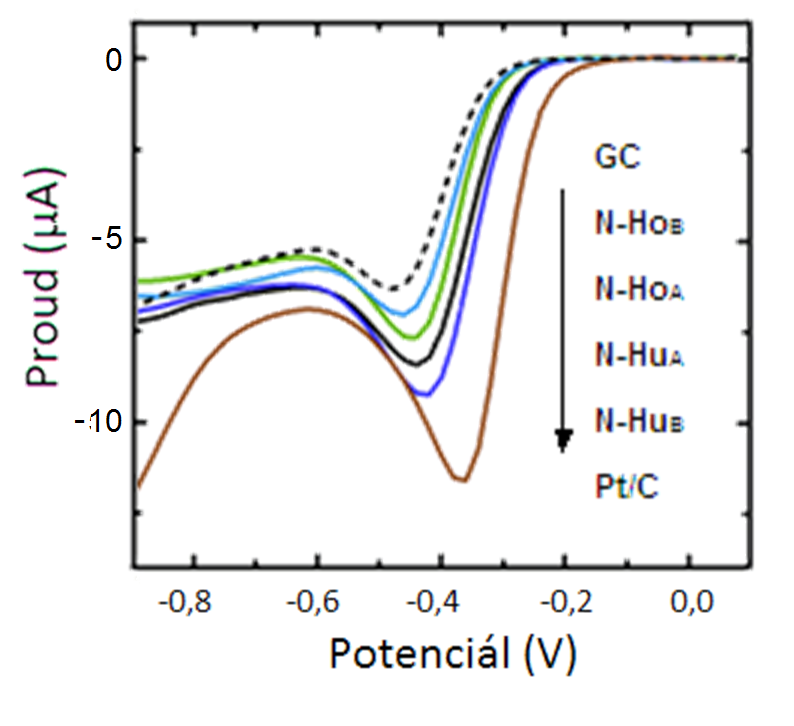 0
-5
-10
Proud (µA)
GC
N-HoB
N-HoA
N-HuA
N-HuB
Pt/C
-0,8 -0,6 -0,4 -0,2 0,0
Potenciál (V)